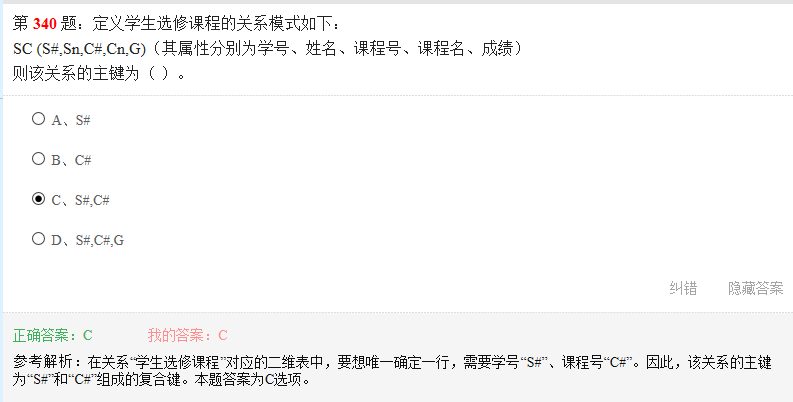 第 340 题：定义学生选修课程的关系模式如下：
SC (S#,Sn,C#,Cn,G)（其属性分别为学号、姓名、课程号、课程名、成绩）
则该关系的主键为（ ）。
A、S#
B、C#
C、S#,C#
D、S#,C#,G
纠错 隐藏答案
正确答案：C 我的答案：C
参考解析：在关系“学生选修课程”对应的二维表中，要想唯一确定一行，需要学号“S#”、课程号“C#”。因此，该关系的主键
为“S#”和“C#”组成的复合键。本题答案为C选项。